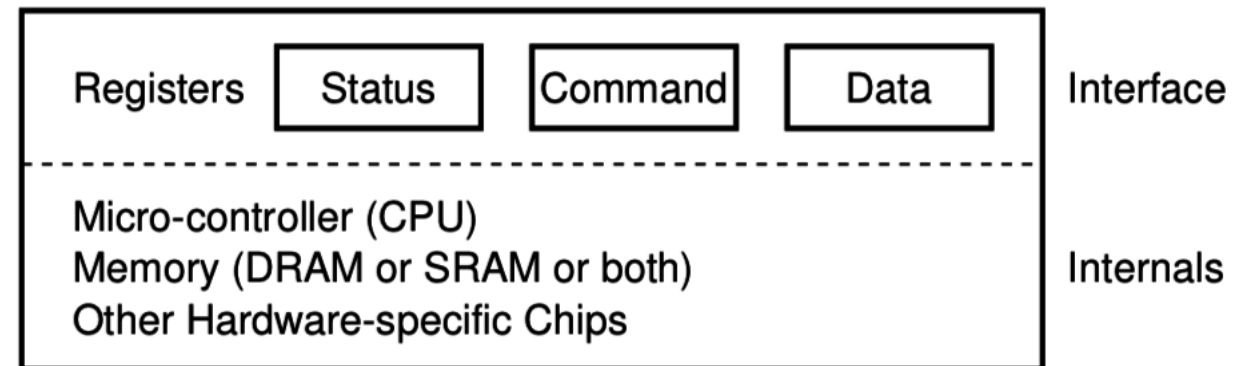 Registers Status Command Data Interface
Micro-controller (CPU)
Memory (DRAM or SRAM or both) Internals
Other Hardware-specific Chips